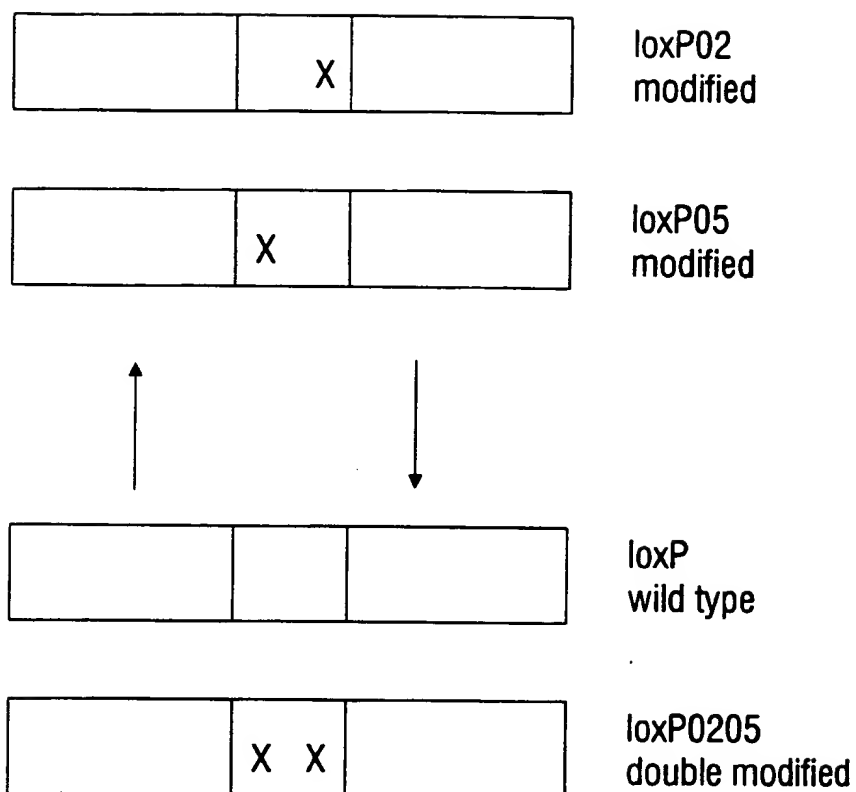 X
loxP02
modified
X
loxP05
modified
loxP
wild type
X X
loxP0205
double modified